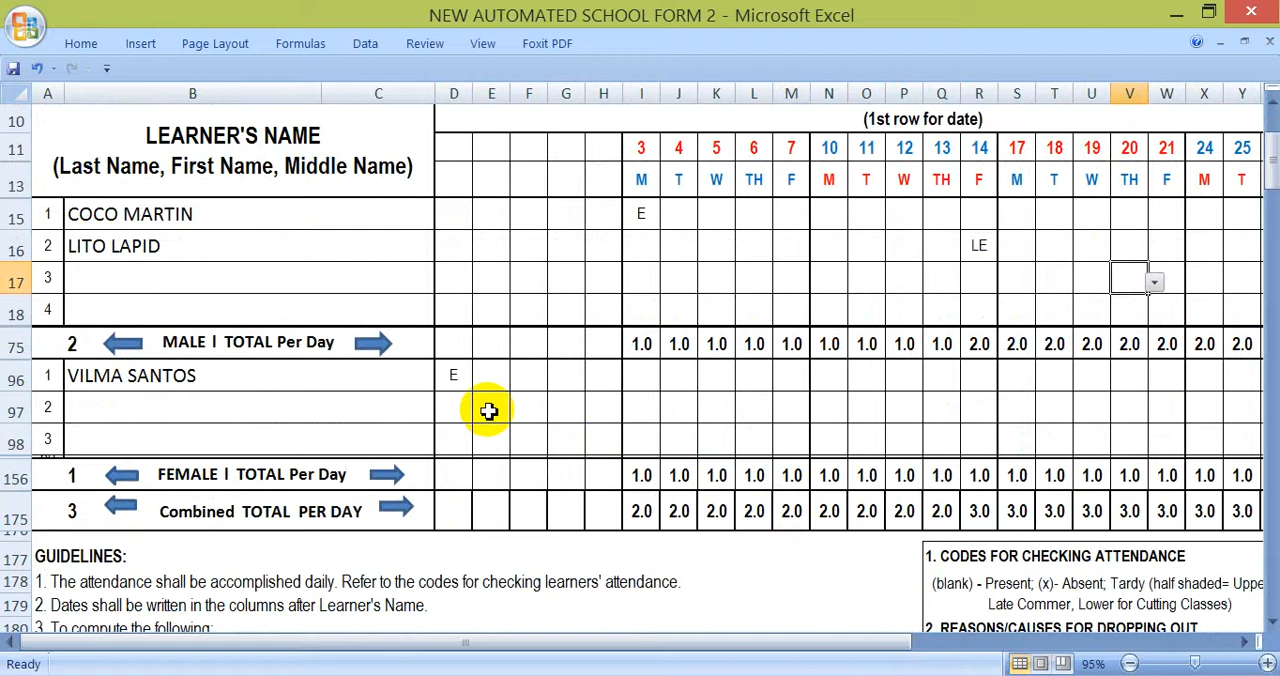 NEW AUTOMATED SCHOOL FORM 2 - Microsoft Excel
Home Insert Page Layout Formulas Data Review View Foxit PDF
A B C D E F G H I J K L M N O P Q R S T U V W X Y
10 (1st row for date)
LEARNER'S NAME
11 3 4 5 6 7 10 11 12 13 14 17 18 19 20 21 24 25
(Last Name, First Name, Middle Name)
13 M T W TH F M T W TH F M T W TH F M T
15 1 COCO MARTIN E
16 2 LITO LAPID LE
17 3
18 4
75 2 MALE l TOTAL Per Day 1.0 1.0 1.0 1.0 1.0 1.0 1.0 1.0 1.0 2.0 2.0 2.0 2.0 2.0 2.0 2.0 2.0
96 1 VILMA SANTOS E
97 2
98 3
156 1 FEMALE l TOTAL Per Day 1.0 1.0 1.0 1.0 1.0 1.0 1.0 1.0 1.0 1.0 1.0 1.0 1.0 1.0 1.0 1.0 1.0
175 3 Combined TOTAL PER DAY 2.0 2.0 2.0 2.0 2.0 2.0 2.0 2.0 2.0 3.0 3.0 3.0 3.0 3.0 3.0 3.0 3.0
177 GUIDELINES: 1. CODES FOR CHECKING ATTENDANCE
178 1. The attendance shall be accomplished daily. Refer to the codes for checking learners' attendance. (blank) - Present; (x)- Absent; Tardy (half shaded= Uppe
179 2. Dates shall be written in the columns after Learner's Name. Late Commer, Lower for Cutting Classes)
180 3. To compute the following: 2. REASONS/CAUSES FOR DROPPING OUT
Ready 95%